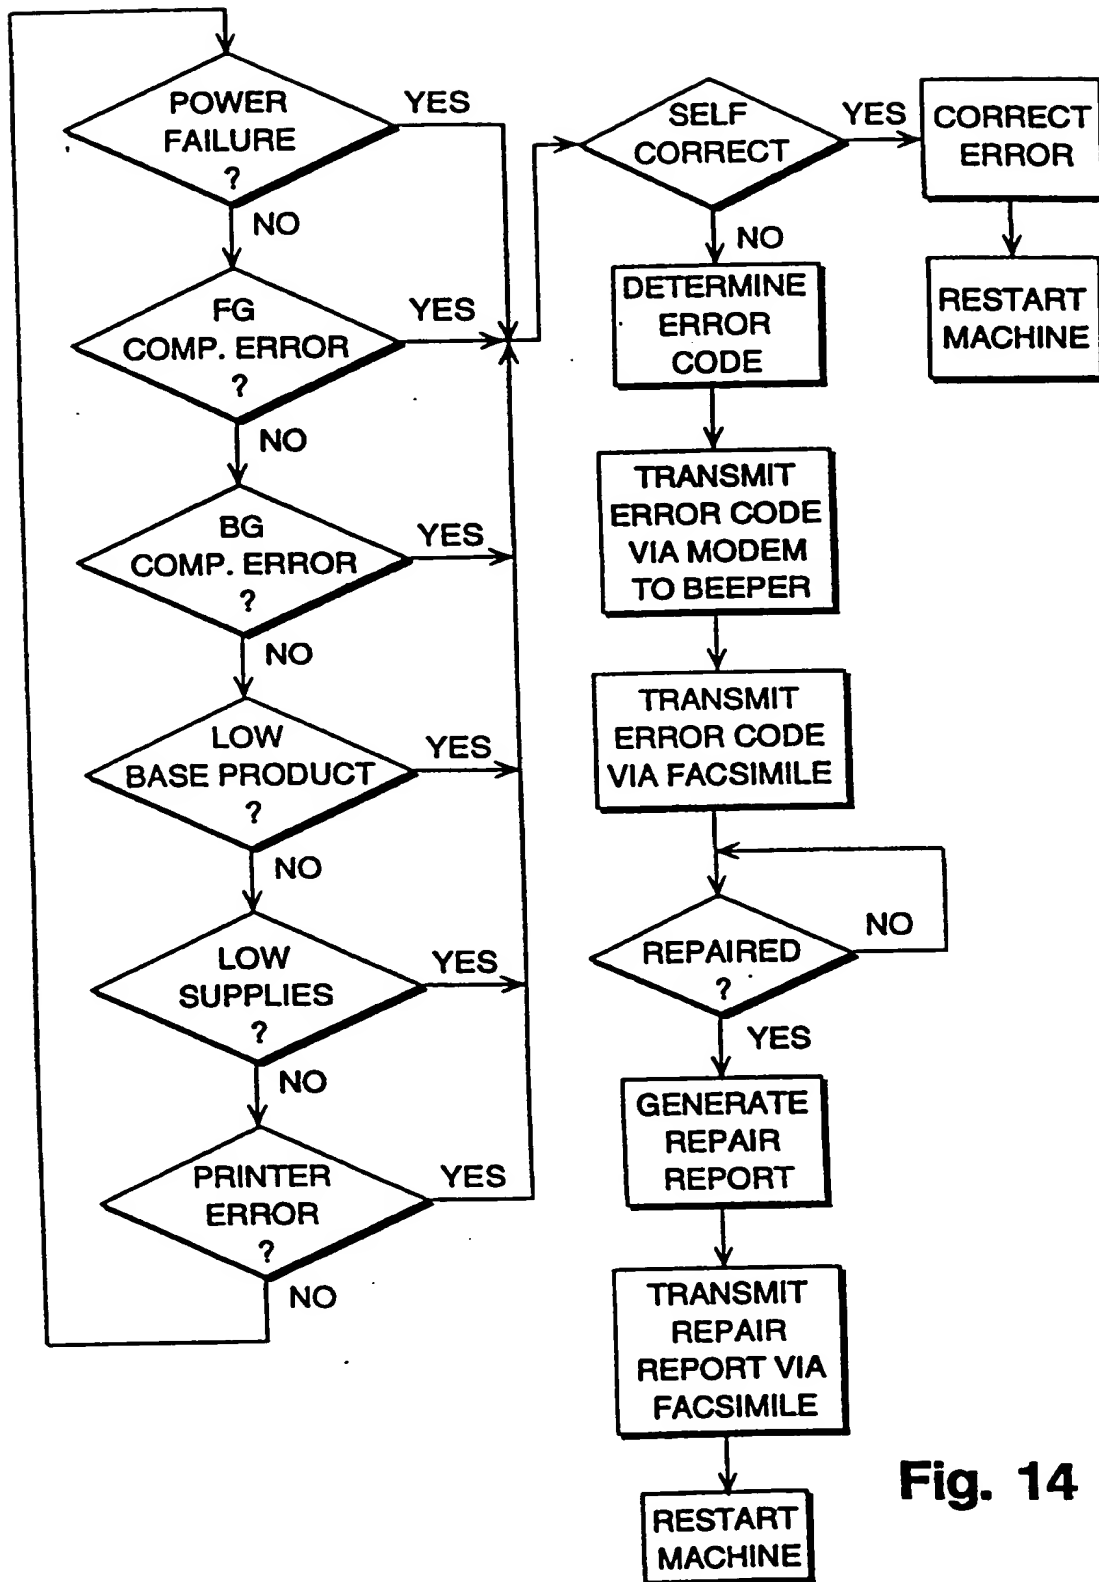 POWER
FAILURE
?
YES
NO
FG
COMP. ERROR
?
YES
NO
BG
COMP. ERROR
?
YES
NO
LOW
BASE PRODUCT
?
YES
NO
LOW
SUPPLIES
?
YES
NO
PRINTER
ERROR
?
YES
NO
SELF
CORRECT
YES
CORRECT
ERROR
RESTART
MACHINE
NO
DETERMINE
ERROR
CODE
TRANSMIT
ERROR CODE
VIA MODEM
TO BEEPER
TRANSMIT
ERROR CODE
VIA FACSIMILE
REPAIRED
?
NO
YES
GENERATE
REPAIR
REPORT
TRANSMIT
REPAIR
REPORT VIA
FACSIMILE
RESTART
MACHINE
Fig. 14